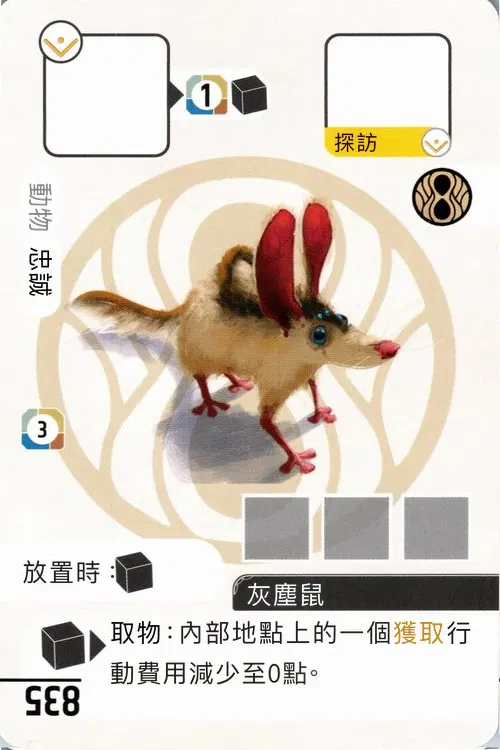 1
探訪
動物 忠誠
3
放置時:
灰塵鼠
取物:內部地點上的一個獲取行
動費用減少至0點。
835